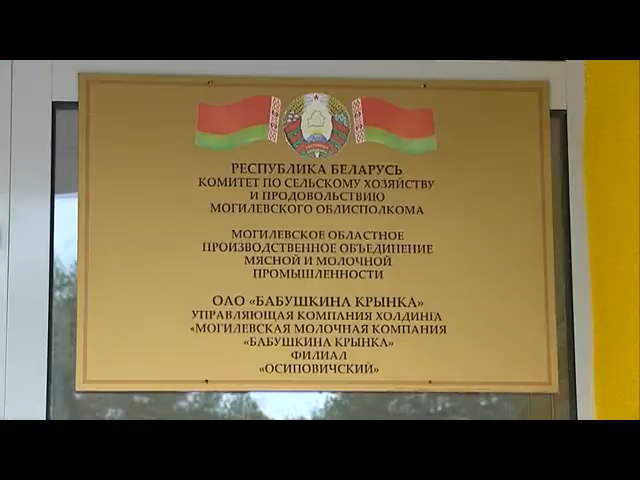 РЕСПУБЛИКА БЕЛАРУСЬ
КОМИТЕТ ПО СЕЛЬСКОМУ ХОЗЯЙСТВУ
И ПРОДОВОЛЬСТВИЮ
МОГИЛЕВСКОГО ОБЛИСПОЛКОМА
МОГИЛЕВСКОЕ ОБЛАСТНОЕ
ПРОИЗВОДСТВЕННОЕ ОБЪЕДИНЕНИЕ
МЯСНОЙ И МОЛОЧНОЙ
ПРОМЫШЛЕННОСТИ
ОАО «БАБУШКИНА КРЫНКА»
УПРАВЛЯЮЩАЯ КОМПАНИЯ ХОЛДИНГА
«МОГИЛЕВСКАЯ МОЛОЧНАЯ КОМПАНИЯ
«БАБУШКИНА КРЫНКА»
ФИЛИАЛ
«ОСИПОВИЧСКИЙ»